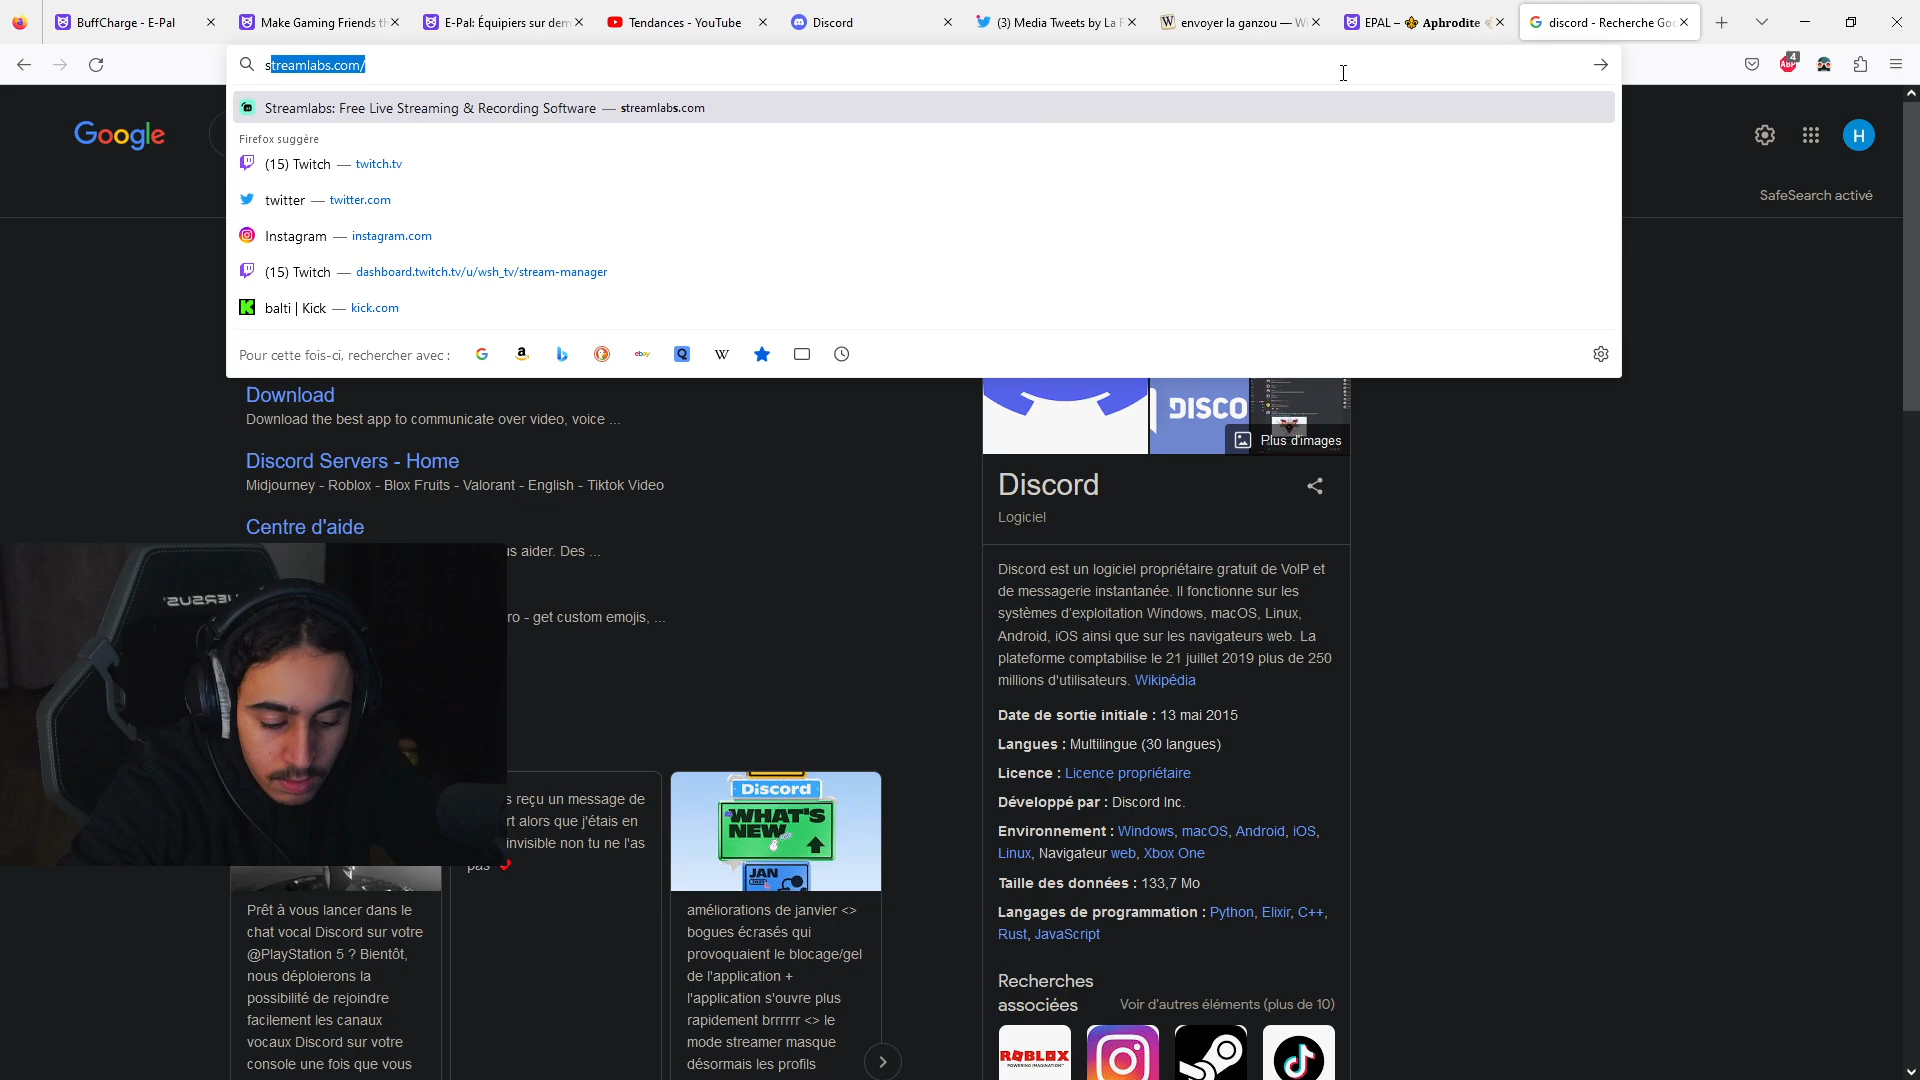 BuffCharge - E-Pal
Make Gaming Friends th
E-Pal: Équipiers sur dem
Tendances - YouTube
Discord
(3) Media Tweets by La F
envoyer la ganzou — Wi
EPAL – ⚜ Aphrodite
discord - Recherche Goo
streamlabs.com/
4
ABP
Streamlabs: Free Live Streaming & Recording Software — streamlabs.com
Firefox suggère
(15) Twitch — twitch.tv
twitter — twitter.com
Instagram — instagram.com
(15) Twitch — dashboard.twitch.tv/u/wsh_tv/stream-manager
balti | Kick — kick.com
Pour cette fois-ci, rechercher avec :
Google
H
SafeSearch activé
Download
Download the best app to communicate over video, voice ...
Discord Servers - Home
Midjourney - Roblox - Blox Fruits - Valorant - English - Tiktok Video
Centre d'aide
us aider. Des ...
ro - get custom emojis, ...
VERSUS
s reçu un message de
rt alors que j'étais en
invisible non tu ne l'as
pas ❤
Discord
WHAT'S
NEW
JAN
Prêt à vous lancer dans le
chat vocal Discord sur votre
@PlayStation 5 ? Bientôt,
nous déploierons la
possibilité de rejoindre
facilement les canaux
vocaux Discord sur votre
console une fois que vous
améliorations de janvier <>
bogues écrasés qui
provoquaient le blocage/gel
de l'application +
l'application s'ouvre plus
rapidement brrrrrr <> le
mode streamer masque
désormais les profils
DISCO
Plus d'images
Discord
Logiciel
Discord est un logiciel propriétaire gratuit de VoIP et
de messagerie instantanée. Il fonctionne sur les
systèmes d'exploitation Windows, macOS, Linux,
Android, iOS ainsi que sur les navigateurs web. La
plateforme comptabilise le 21 juillet 2019 plus de 250
millions d'utilisateurs. Wikipédia
Date de sortie initiale : 13 mai 2015
Langues : Multilingue (30 langues)
Licence : Licence propriétaire
Développé par : Discord Inc.
Environnement : Windows, macOS, Android, iOS,
Linux, Navigateur web, Xbox One
Taille des données : 133,7 Mo
Langages de programmation : Python, Elixir, C++,
Rust, JavaScript
Recherches
associées
Voir d'autres éléments (plus de 10)
ROBLOX
POWERING IMAGINATION